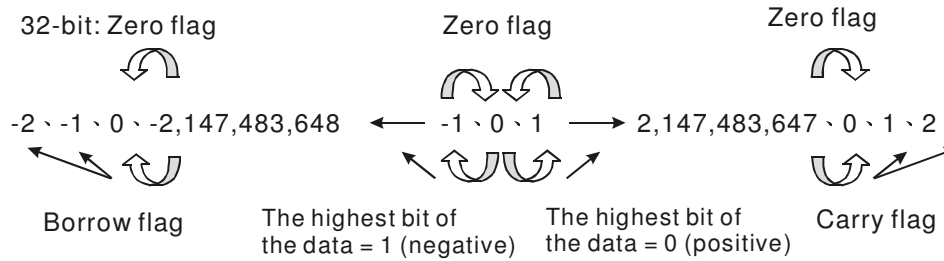 32-bit: Zero flag
Zero flag
Zero flag
-2、-1、0、-2,147,483,648
-1、0、1
2,147,483,647、0、1、2
Borrow flag
The highest bit of
the data = 1 (negative)
The highest bit of
the data = 0 (positive)
Carry flag